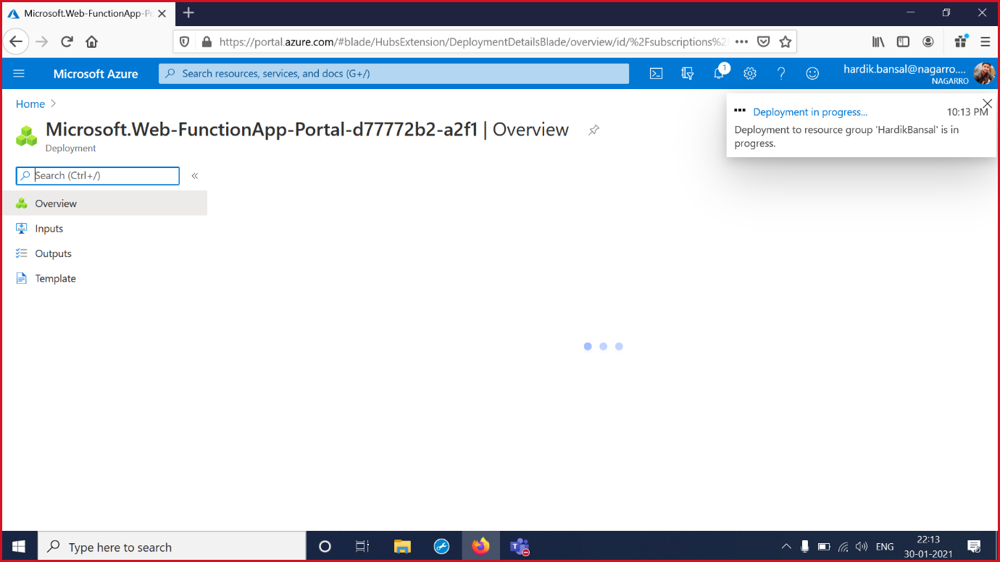 Microsoft.Web-FunctionApp-Po
https://portal.azure.com/#blade/HubsExtension/DeploymentDetailsBlade/overview/id/%2Fsubscriptions%2F
Microsoft Azure
Search resources, services, and docs (G+/)
1
hardik.bansal@nagarro....
NAGARRO
Home
Deployment in progress...
10:13 PM
Deployment to resource group 'HardikBansal' is in
progress.
Microsoft.Web-FunctionApp-Portal-d77772b2-a2f1 | Overview
Deployment
Search (Ctrl+/)
Overview
Inputs
Outputs
Template
Type here to search
ENG
22:13
30-01-2021